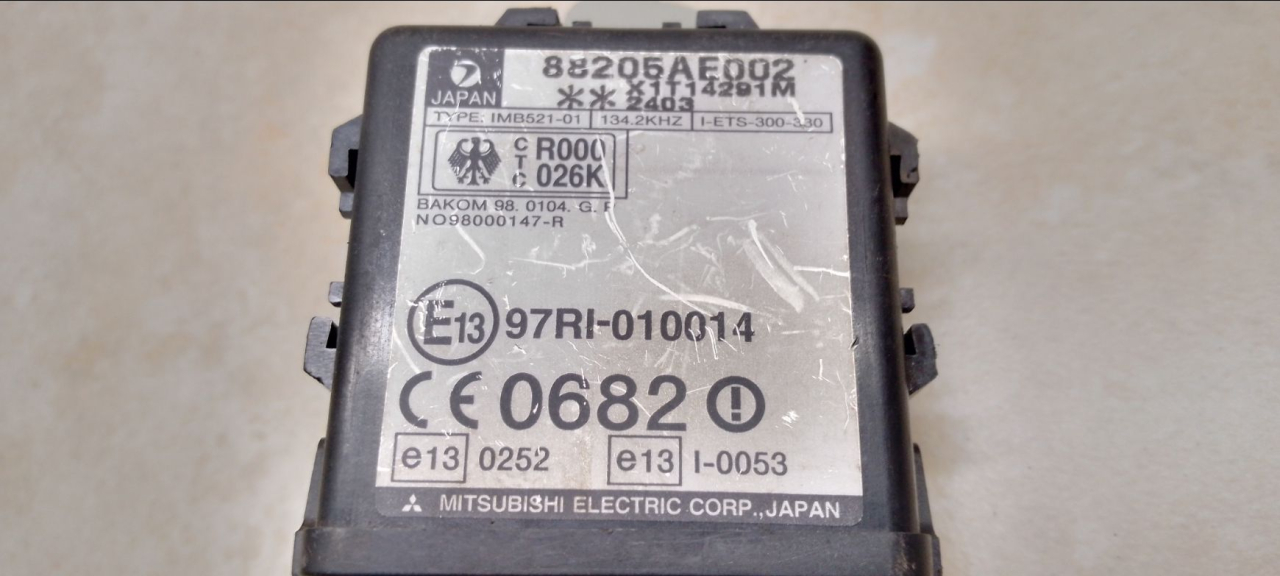 88205AE002
JAPAN
X1T14291M
** 2403
TYPE: IMB521-01 134.2KHZ I-ETS-300-330
CTC R000
026K
BAKOM 98. 0104. G. P
NO98000147-R
E13 97RI-010014
CE 0682
e13 0252 e13 I-0053
MITSUBISHI ELECTRIC CORP.,JAPAN